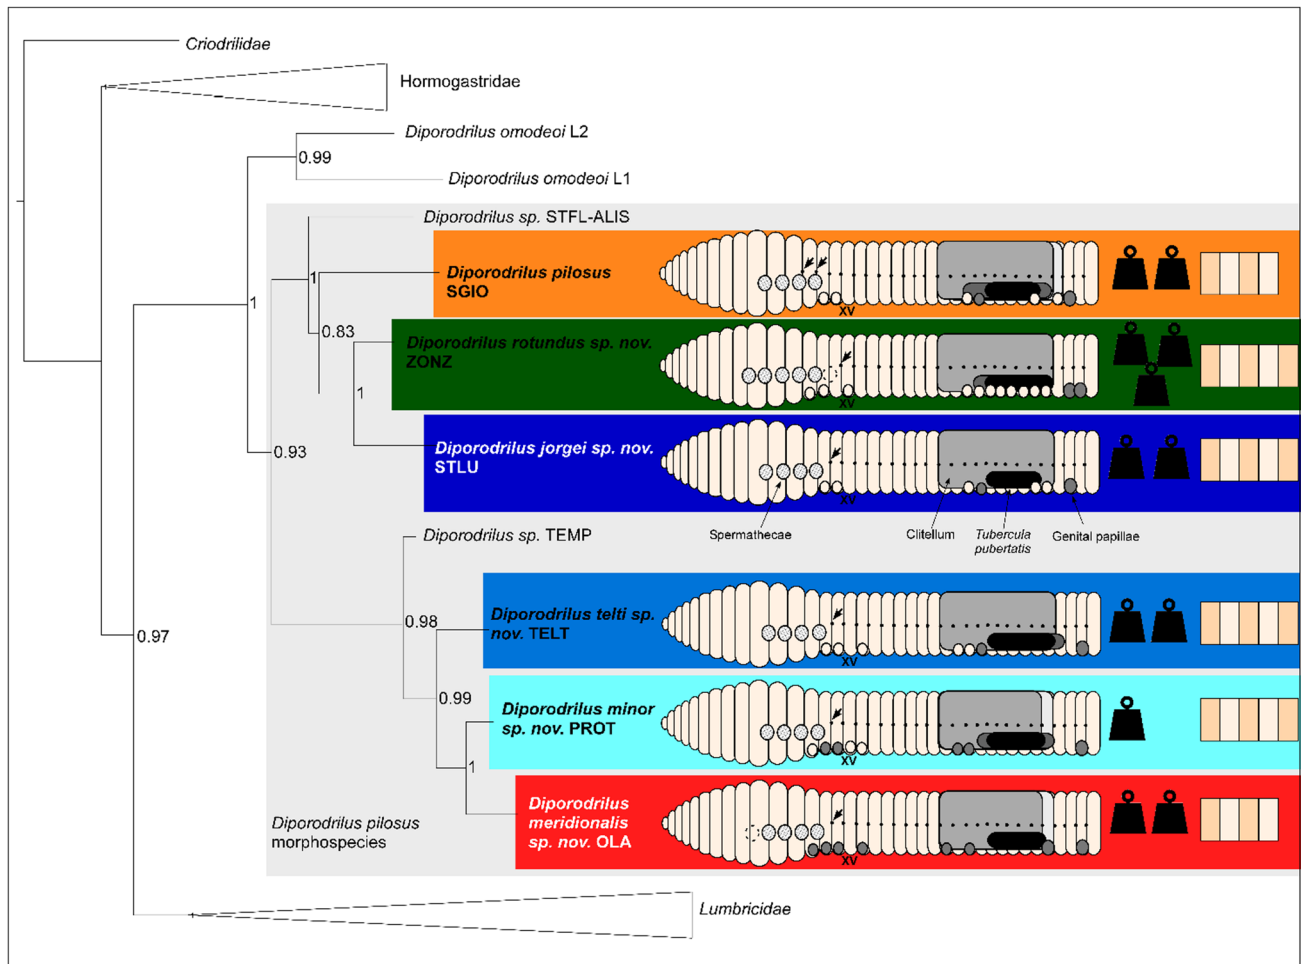 Criodrilidae
Hormogastridae
Diporodrilus omodeoi L2
0.99
Diporodrilus omodeoi L1
Diporodrilus sp. STFL-ALIS
Diporodrilus pilosus
SGIO
1
XV
0.83
1
Diporodrilus rotundus sp. nov.
ZONZ
XV
1
Diporodrilus jorgei sp. nov.
STLU
0.93
XV
Spermathecae
Clitellum
Tubercula
pubertatis
Genital papillae
Diporodrilus sp. TEMP
Diporodrilus telti sp.
nov. TELT
0.98
0.97
XV
0.99
Diporodrilus minor
sp. nov. PROT
XV
1
Diporodrilus
meridionalis
sp. nov. OLA
Diporodrilus pilosus
morphospecies
XV
Lumbricidae